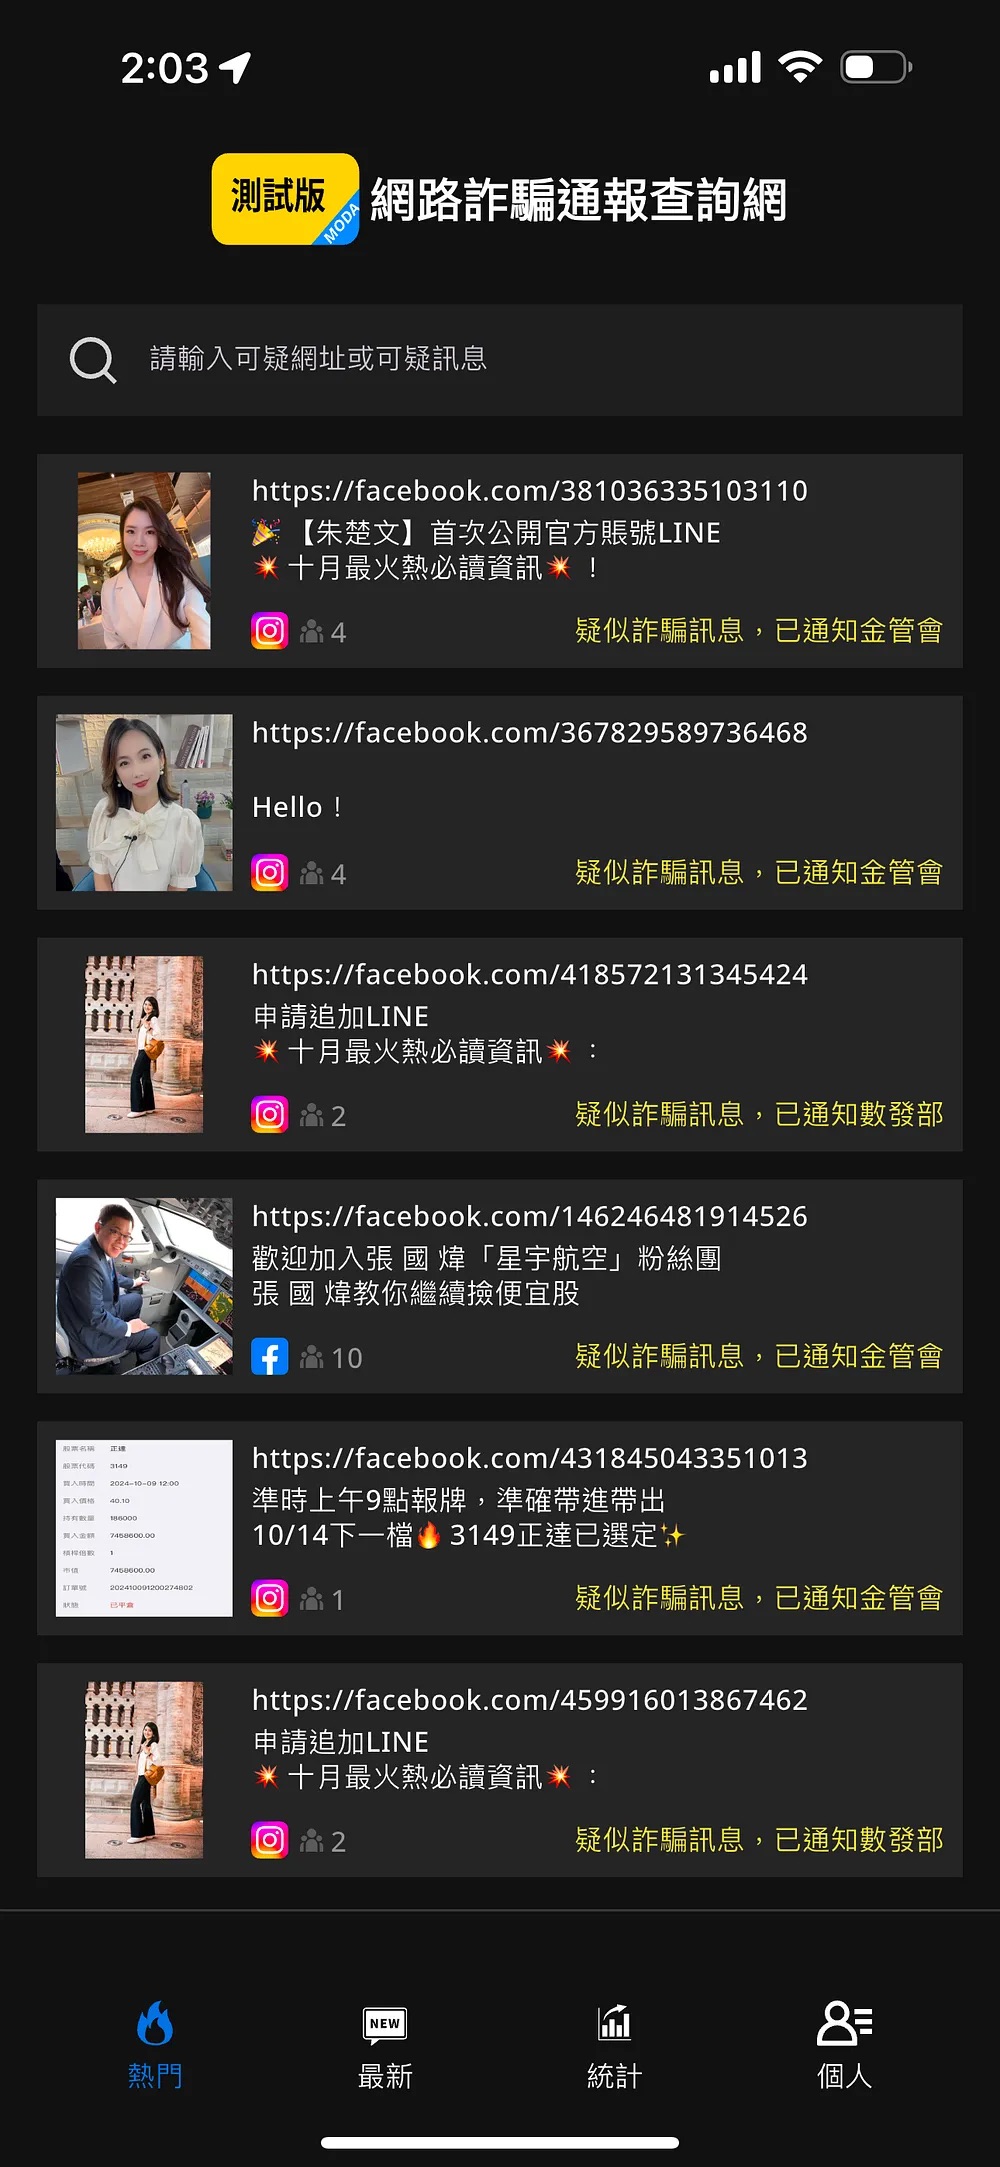 2:03
測試版
MODA
網路詐騙通報查詢網
請輸入可疑網址或可疑訊息
https://facebook.com/381036335103110
🎉【朱楚文】首次公開官方賬號LINE
💥十月最火熱必讀資訊💥！
4
疑似詐騙訊息，已通知金管會
https://facebook.com/367829589736468
Hello！
4
疑似詐騙訊息，已通知金管會
https://facebook.com/418572131345424
申請追加LINE
💥十月最火熱必讀資訊💥：
2
疑似詐騙訊息，已通知數發部
https://facebook.com/146246481914526
歡迎加入張 國 煒「星宇航空」粉絲團
張 國 煒教你繼續撿便宜股
10
疑似詐騙訊息，已通知金管會
股票名稱 正達
股票代碼 3149
買入時間 2024-10-09 12:00
買入價格 40.10
持有數量 186000
買入金額 7458600.00
槓桿倍數 1
市值 7458600.00
訂單號 202410091200274802
狀態 已平倉
https://facebook.com/431845043351013
準時上午9點報牌，準確帶進帶出
10/14下一檔🔥 3149正達已選定✨
1
疑似詐騙訊息，已通知金管會
https://facebook.com/459916013867462
申請追加LINE
💥十月最火熱必讀資訊💥：
2
疑似詐騙訊息，已通知數發部
熱門
NEW
最新
統計
個人